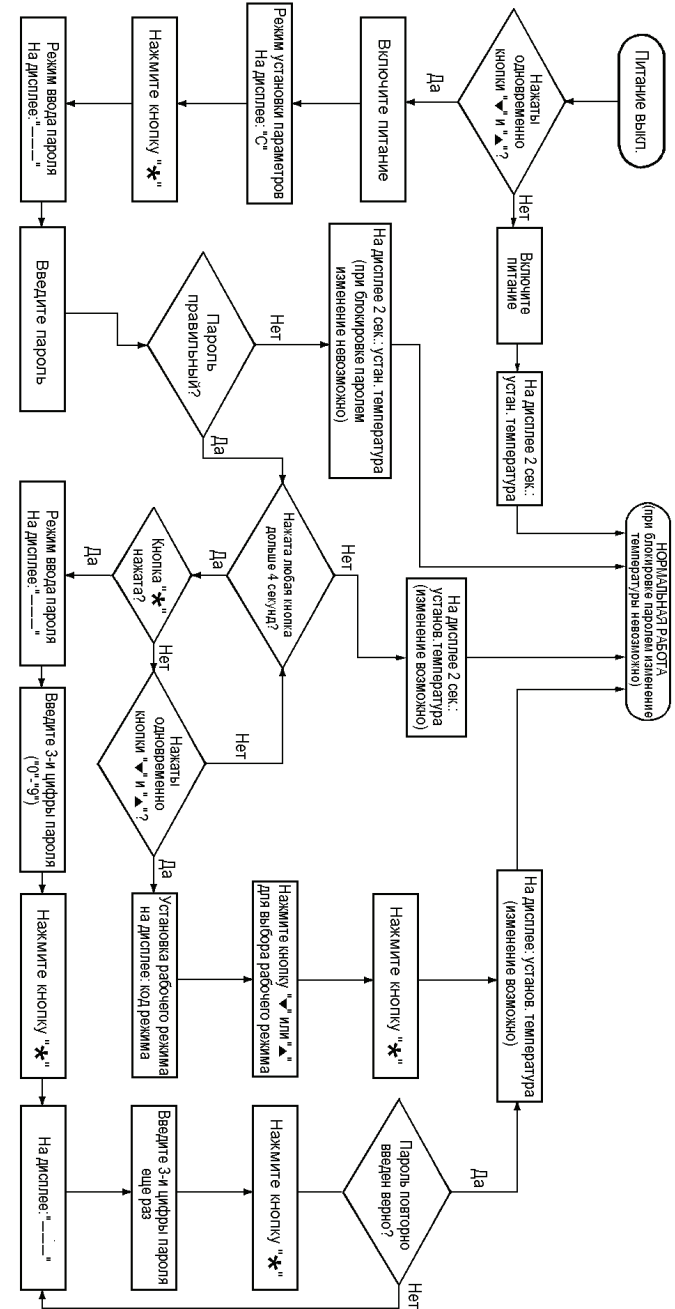 Питание выкл.
Нажаты
одновременно
кнопки "▼" и "▲"?
Да
Нет
Включите питание
Режим установки параметров
На дисплее: "С"
Нажмите кнопку "*"
Режим ввода пароля
На дисплее:"___"
Введите пароль
Включите
питание
На дисплее 2 сек.:
устан. температура
НОРМАЛЬНАЯ РАБОТА
(при блокировке паролем изменение
температуры невозможно)
Пароль
правильный?
Нет
Да
На дисплее 2 сек.: устан. температура
(при блокировке паролем
изменение невозможно)
Нажата любая кнопка
дольше 4 секунд?
Нет
Да
На дисплее 2 сек.:
установ.температура
(изменение возможно)
Кнопка "*"
нажата?
Да
Нет
Режим ввода пароля
На дисплее:"___"
Нажаты
одновременно
кнопки "▼" и "▲"?
Нет
Да
Введите 3-и цифры пароля
("0"-"9")
Нажмите кнопку "*"
Установка рабочего режима
на дисплее: код режима
Нажмите кнопку "▼" или "▲"
для выбора рабочего режима
Нажмите кнопку "*"
На дисплее: установ. температура
(изменение возможно)
На дисплее:"___"
Введите 3-и цифры пароля
еще раз
Нажмите кнопку "*"
Пароль повторно
введен верно?
Да
Нет